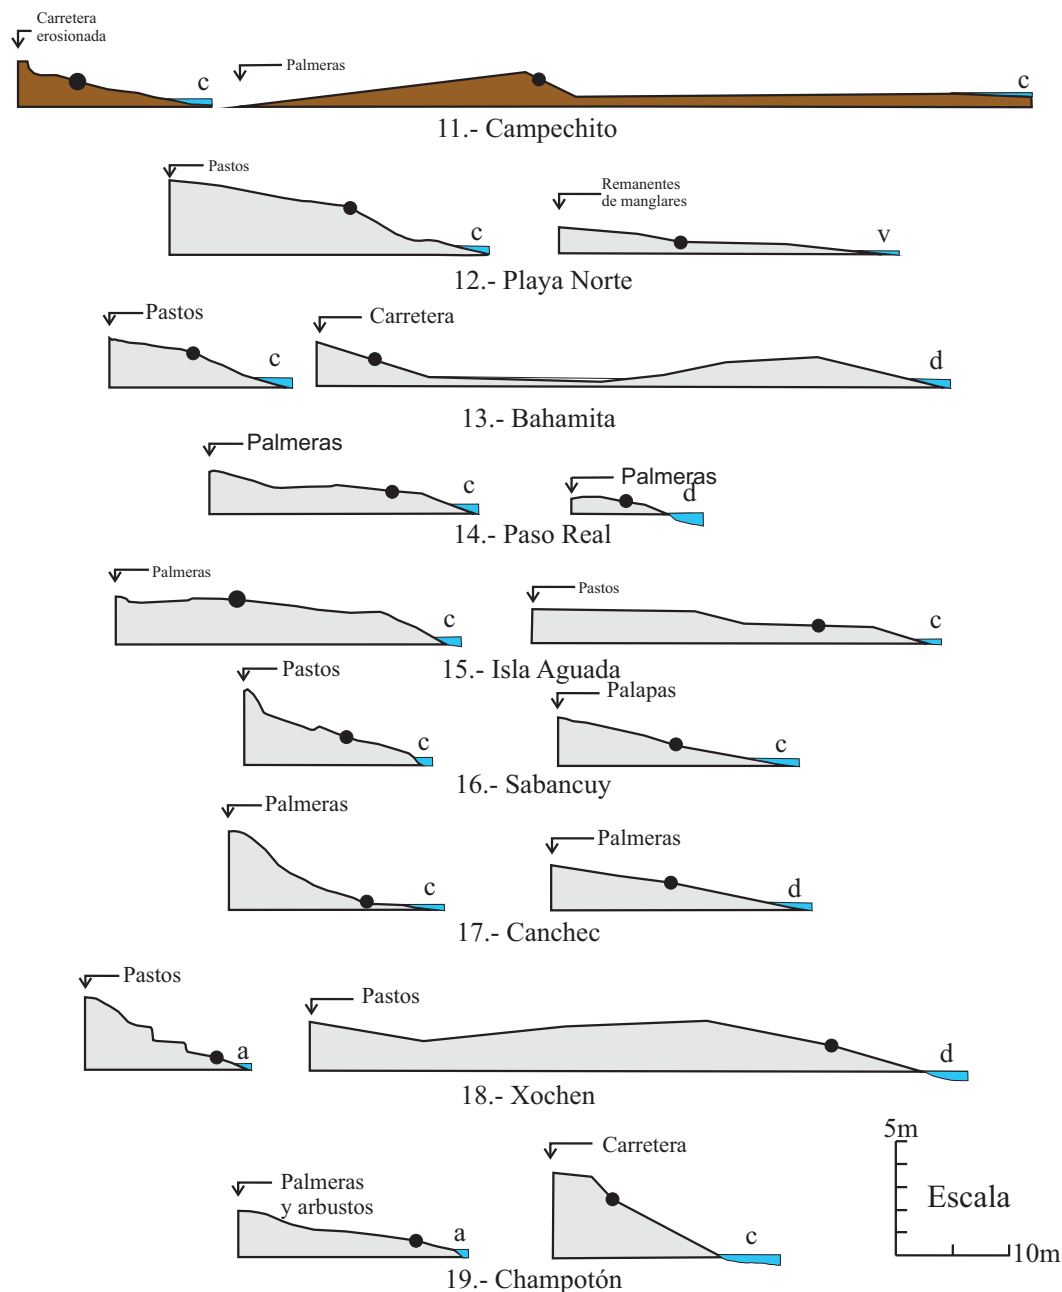 Carretera
erosionada
c
Palmeras
c
11.- Campechito
Pastos
c
Remanentes
de manglares
v
12.- Playa Norte
Pastos
c
Carretera
d
13.- Bahamita
Palmeras
c
Palmeras
d
14.- Paso Real
Palmeras
c
Pastos
c
15.- Isla Aguada
Pastos
c
Palapas
c
16.- Sabancuy
Palmeras
c
Palmeras
d
17.- Canchec
Pastos
a
Pastos
d
18.- Xochen
Palmeras
y arbustos
a
Carretera
c
19.- Champotón
5m
Escala
10m